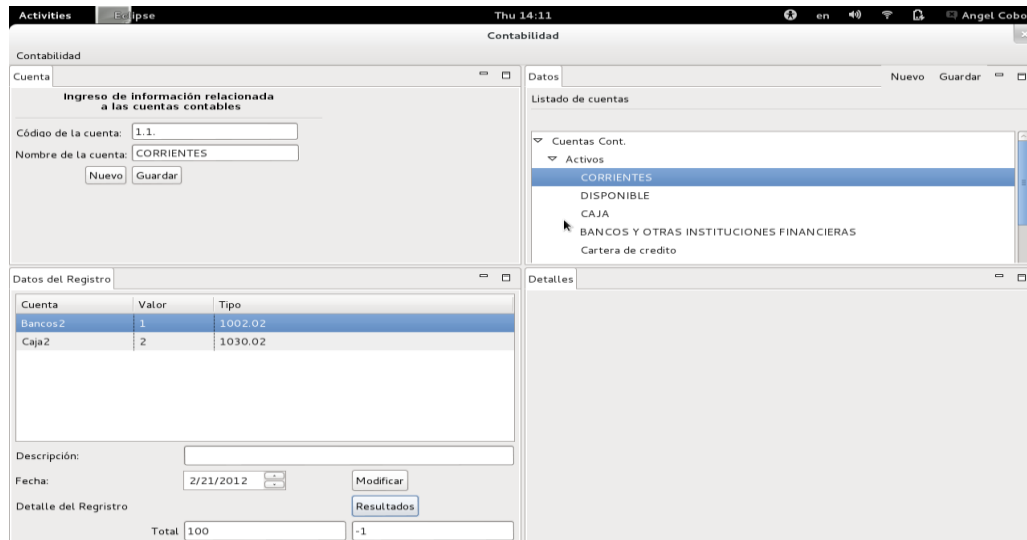 Activities Eclipse Thu 14:11 en Angel Cobo
Contabilidad
Contabilidad
Cuenta
Ingreso de información relacionada
a las cuentas contables
Código de la cuenta: 1.1.
Nombre de la cuenta: CORRIENTES
Nuevo Guardar
Datos Nuevo Guardar
Listado de cuentas
Cuentas Cont.
Activos
CORRIENTES
DISPONIBLE
CAJA
BANCOS Y OTRAS INSTITUCIONES FINANCIERAS
Cartera de credito
Datos del Registro
Cuenta Valor Tipo
Bancos2 1 1002.02
Caja2 2 1030.02
Descripción:
Fecha: 2/21/2012 Modificar
Detalle del Regristro Resultados
Total 100 -1
Detalles